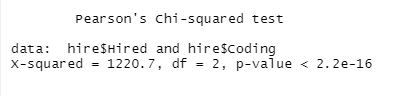 Pearson's Chi-squared test
data:  hire$Hired and hire$Coding
X-squared = 1220.7, df = 2, p-value < 2.2e-16